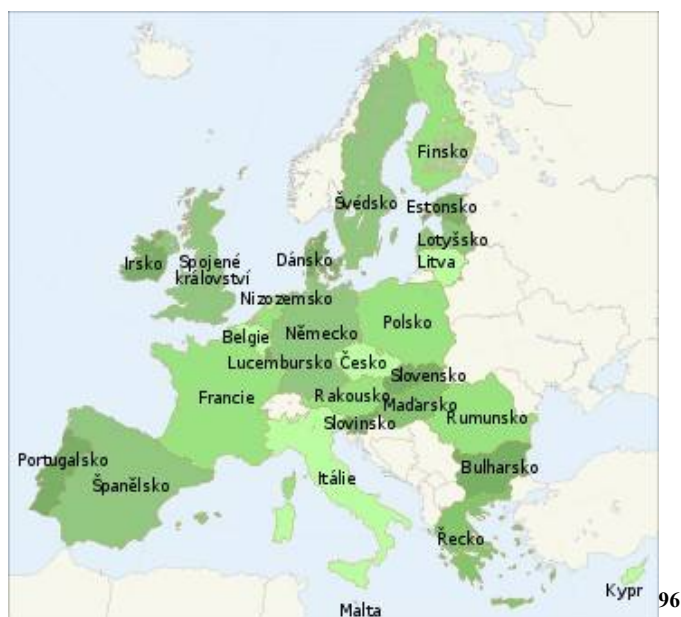 Finsko
Švédsko
Estonsko
Lotyšsko
Litva
Irsko
Spojené
království
Dánsko
Nizozemsko
Belgie
Německo
Polsko
Lucembursko
Česko
Slovensko
Francie
Rakousko
Maďarsko
Rumunsko
Slovinsko
Portugalsko
Španělsko
Itálie
Bulharsko
Řecko
Kypr
96
Malta